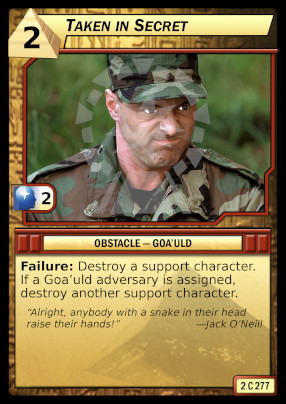 2
TAKEN IN SECRET
2
OBSTACLE — GOA'ULD
Failure: Destroy a support character.
If a Goa'uld adversary is assigned,
destroy another support character.
"Alright, anybody with a snake in their head
raise their hands!" —Jack O'Neill
2 C 277